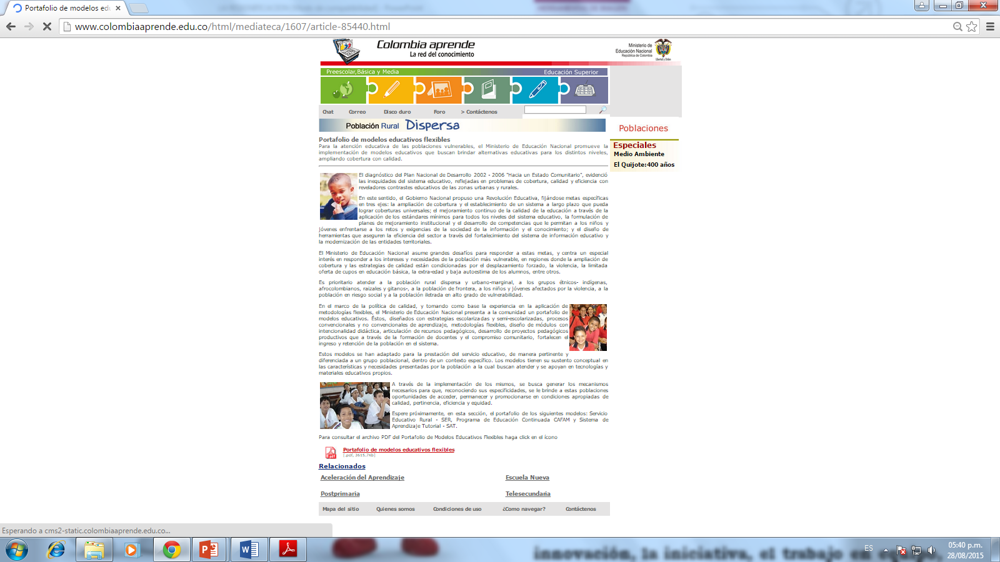 Portafolio de modelos edu
www.colombiaaprende.edu.co/html/mediateca/1607/article-85440.html
Colombia aprende
La red del conocimiento
Ministerio de
Educación Nacional
República de Colombia
Libertad y Orden
Preescolar,Básica y Media
Educación Superior
Chat
Correo
Disco duro
Foro
> Contáctenos
Población Rural Dispersa
Poblaciones
Especiales
Medio Ambiente
El Quijote:400 años
Portafolio de modelos educativos flexibles
Para la atención educativa de las poblaciones vulnerables, el Ministerio de Educación Nacional promueve la
implementación de modelos educativos que buscan brindar alternativas educativas para los distintos niveles,
ampliando cobertura con calidad.
El diagnóstico del Plan Nacional de Desarrollo 2002 - 2006 "Hacia un Estado Comunitario", evidenció
las inequidades del sistema educativo, reflejadas en problemas de cobertura, calidad y eficiencia con
reveladores contrastes educativos de las zonas urbanas y rurales.
En este sentido, el Gobierno Nacional propuso una Revolución Educativa, fijándose metas específicas
en tres ejes: la ampliación de cobertura y el establecimiento de un sistema a largo plazo que pueda
lograr coberturas universales; el mejoramiento continuo de la calidad de la educación a través de la
aplicación de los estándares mínimos para todos los niveles del sistema educativo, la formulación de
planes de mejoramiento institucional y el desarrollo de competencias que le permitan a los niños y
jóvenes enfrentarse a los retos y exigencias de la sociedad de la información y el conocimiento; y el diseño de
herramientas que aseguren la eficiencia del sector a través del fortalecimiento del sistema de información educativo y
la modernización de las entidades territoriales.
El Ministerio de Educación Nacional asume grandes desafíos para responder a estas metas, y centra un especial
interés en responder a los intereses y necesidades de la población más vulnerable, en regiones donde la ampliación de
cobertura y las estrategias de calidad están condicionadas por el desplazamiento forzado, la violencia, la limitada
oferta de cupos en educación básica, la extra-edad y baja autoestima de los alumnos, entre otros.
Es prioritario atender a la población rural dispersa y urbano-marginal, a los grupos étnicos- indígenas,
afrocolombianos, raizales y gitanos-, a la población de frontera, a los niños y jóvenes afectados por la violencia, a la
población en riesgo social y a la población iletrada en alto grado de vulnerabilidad.
En el marco de la política de calidad, y tomando como base la experiencia en la aplicación de
metodologías flexibles, el Ministerio de Educación Nacional presenta a la comunidad un portafolio de
modelos educativos. Éstos, diseñados con estrategias escolarizadas y semi-escolarizadas, procesos
convencionales y no convencionales de aprendizaje, metodologías flexibles, diseño de módulos con
intencionalidad didáctica, articulación de recursos pedagógicos, desarrollo de proyectos pedagógicos
productivos que a través de la formación de docentes y el compromiso comunitario, fortalecen el
ingreso y retención de la población en el sistema.
Estos modelos se han adaptado para la prestación del servicio educativo, de manera pertinente y
diferenciada a un grupo poblacional, dentro de un contexto específico. Los modelos tienen su sustento conceptual en
las características y necesidades presentadas por la población a la cual buscan atender y se apoyan en tecnologías y
materiales educativos propios.
A través de la implementación de los mismos, se busca generar los mecanismos
necesarios para que, reconociendo sus especificidades, se le brinde a estas poblaciones
oportunidades de acceder, permanecer y promocionarse en condiciones apropiadas de
calidad, pertinencia, eficiencia y equidad.
Espere próximamente, en esta sección, el portafolio de los siguientes modelos: Servicio
Educativo Rural - SER, Programa de Educación Continuada CAFAM y Sistema de
Aprendizaje Tutorial - SAT.
Para consultar el archivo PDF del Portafolio de Modelos Educativos Flexibles haga click en el ícono
pdf
Portafolio de modelos educativos flexibles
[.pdf, 3615.7Kb]
Relacionados
Aceleración del Aprendizaje
Escuela Nueva
Postprimaria
Telesecundaria
Mapa del sitio
Quienes somos
Condiciones de uso
¿Como navegar?
Contáctenos
Esperando a cms2-static.colombiaaprende.edu.co...
innovación, la iniciativa, el trabajo en equipo,
ES
05:40 p.m.
28/08/2015